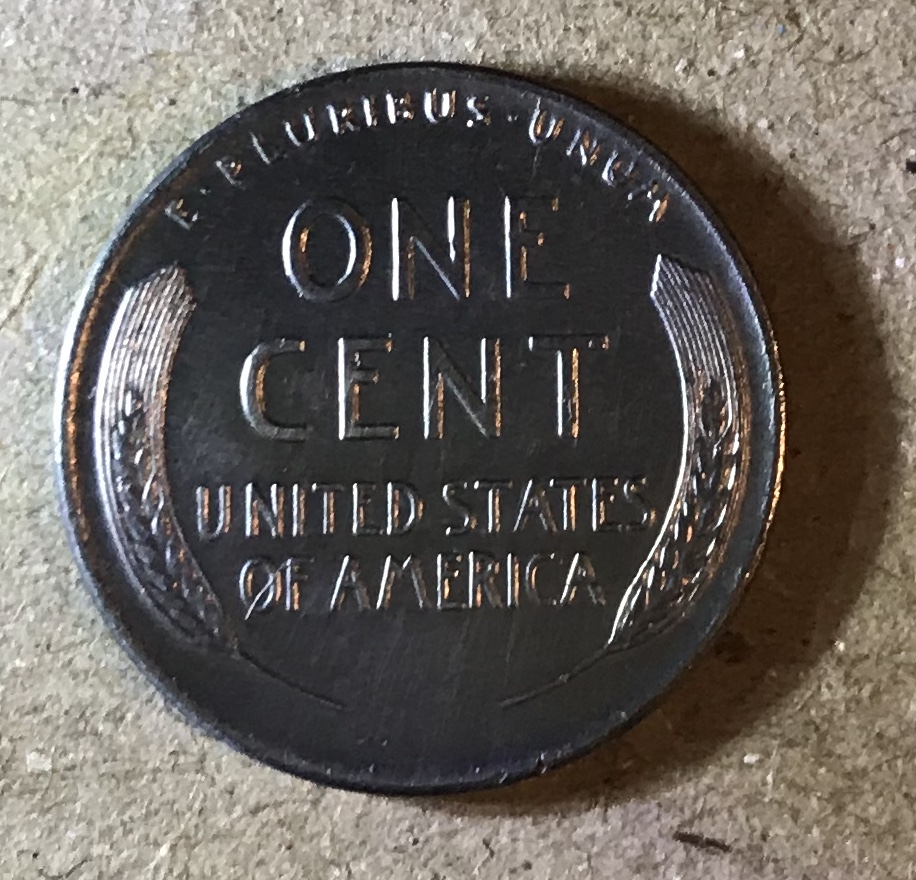 E·PLURIBUS·UNUM
ONE
CENT
UNITED STATES
OF AMERICA